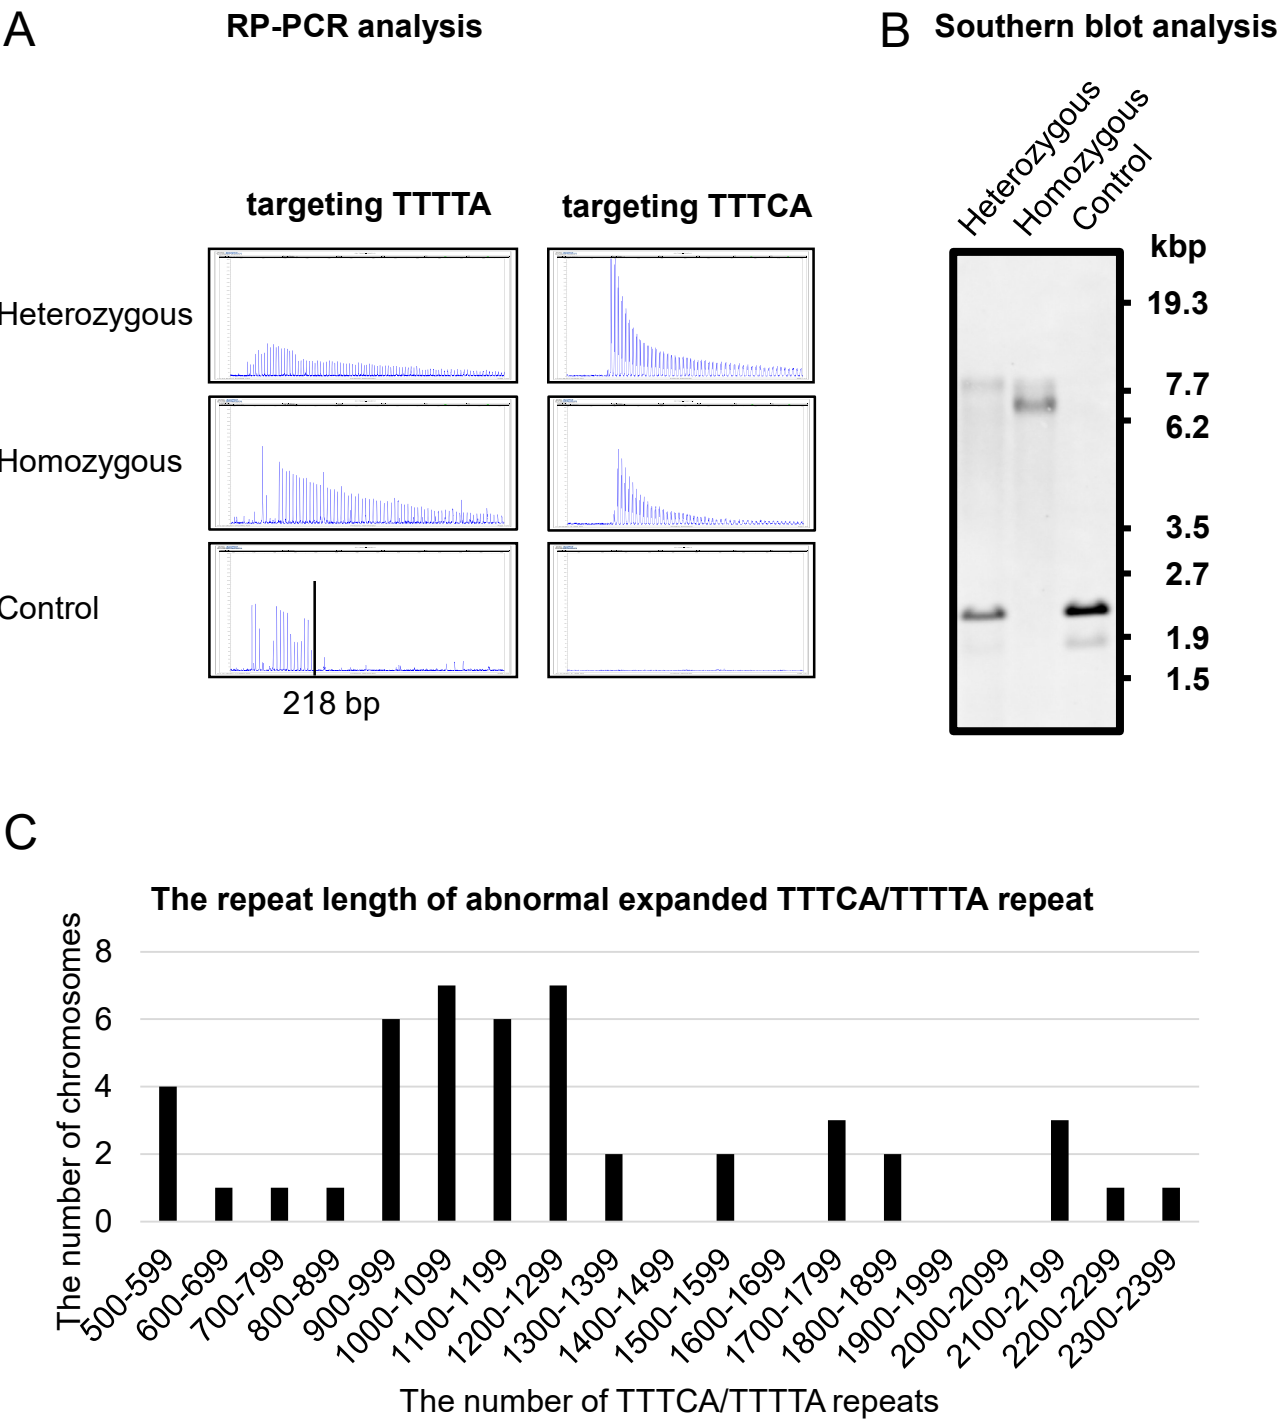 A
RP-PCR analysis
B
Southern blot analysis
Heterozygous
Homozygous
Control
targeting TTTTA
targeting TTTCA
kbp
Heterozygous
19.3
7.7
6.2
Homozygous
3.5
2.7
Control
1.9
1.5
218 bp
C
The repeat length of abnormal expanded TTTCA/TTTTA repeat
The number of chromosomes
8
6
4
2
0
500-599
600-699
700-799
800-899
900-999
1000-1099
1100-1199
1200-1299
1300-1399
1400-1499
1500-1599
1600-1699
1700-1799
1800-1899
1900-1999
2000-2099
2100-2199
2200-2299
2300-2399
The number of TTTCA/TTTTA repeats